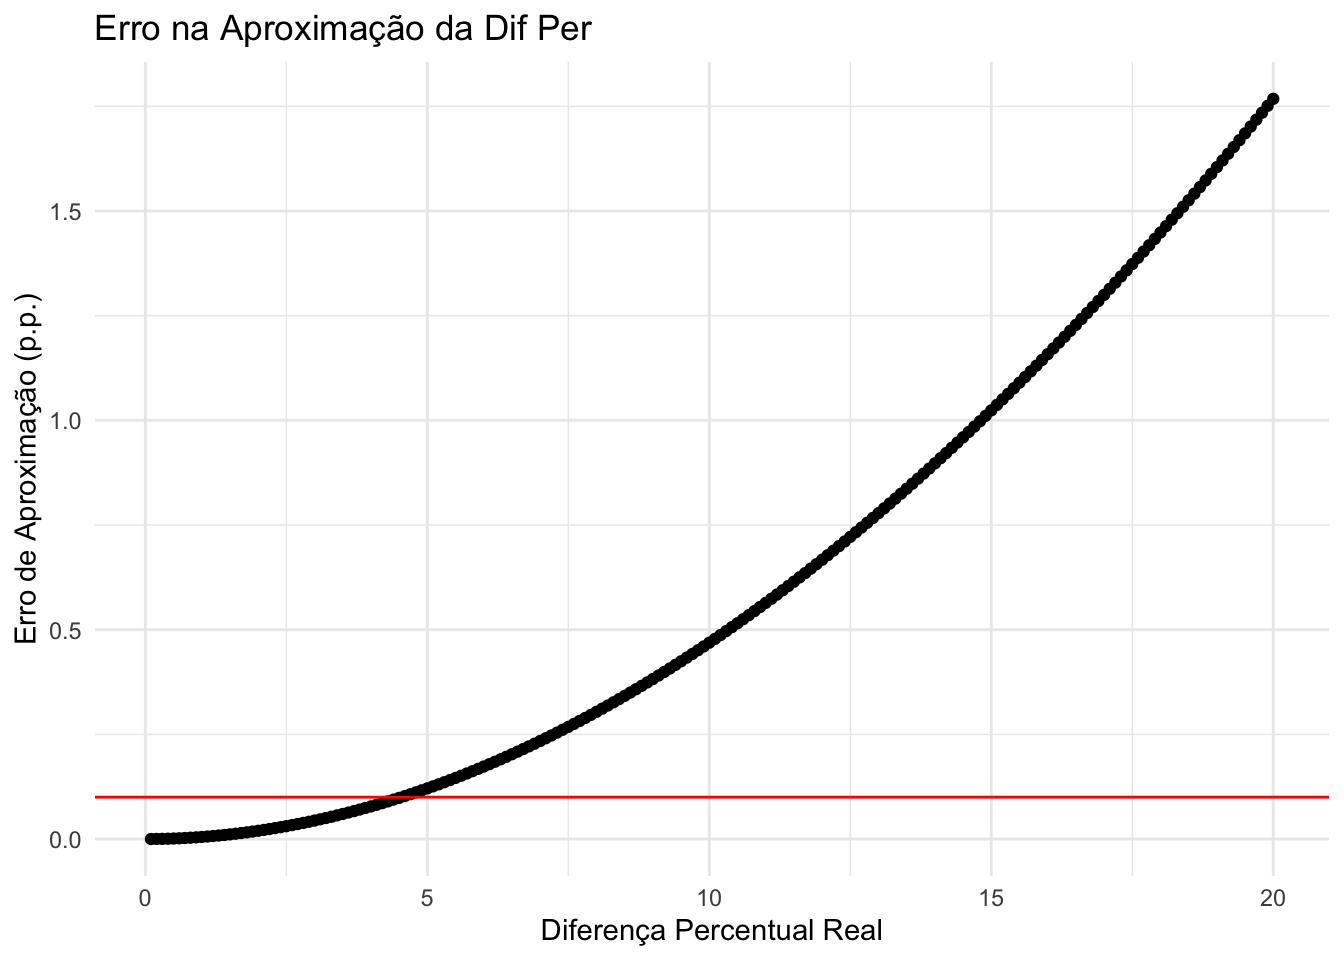 Erro na Aproximação da Dif Per
Erro de Aproximação (p.p.)
1.5
1.0
0.5
0.0
0 5 10 15 20
Diferença Percentual Real